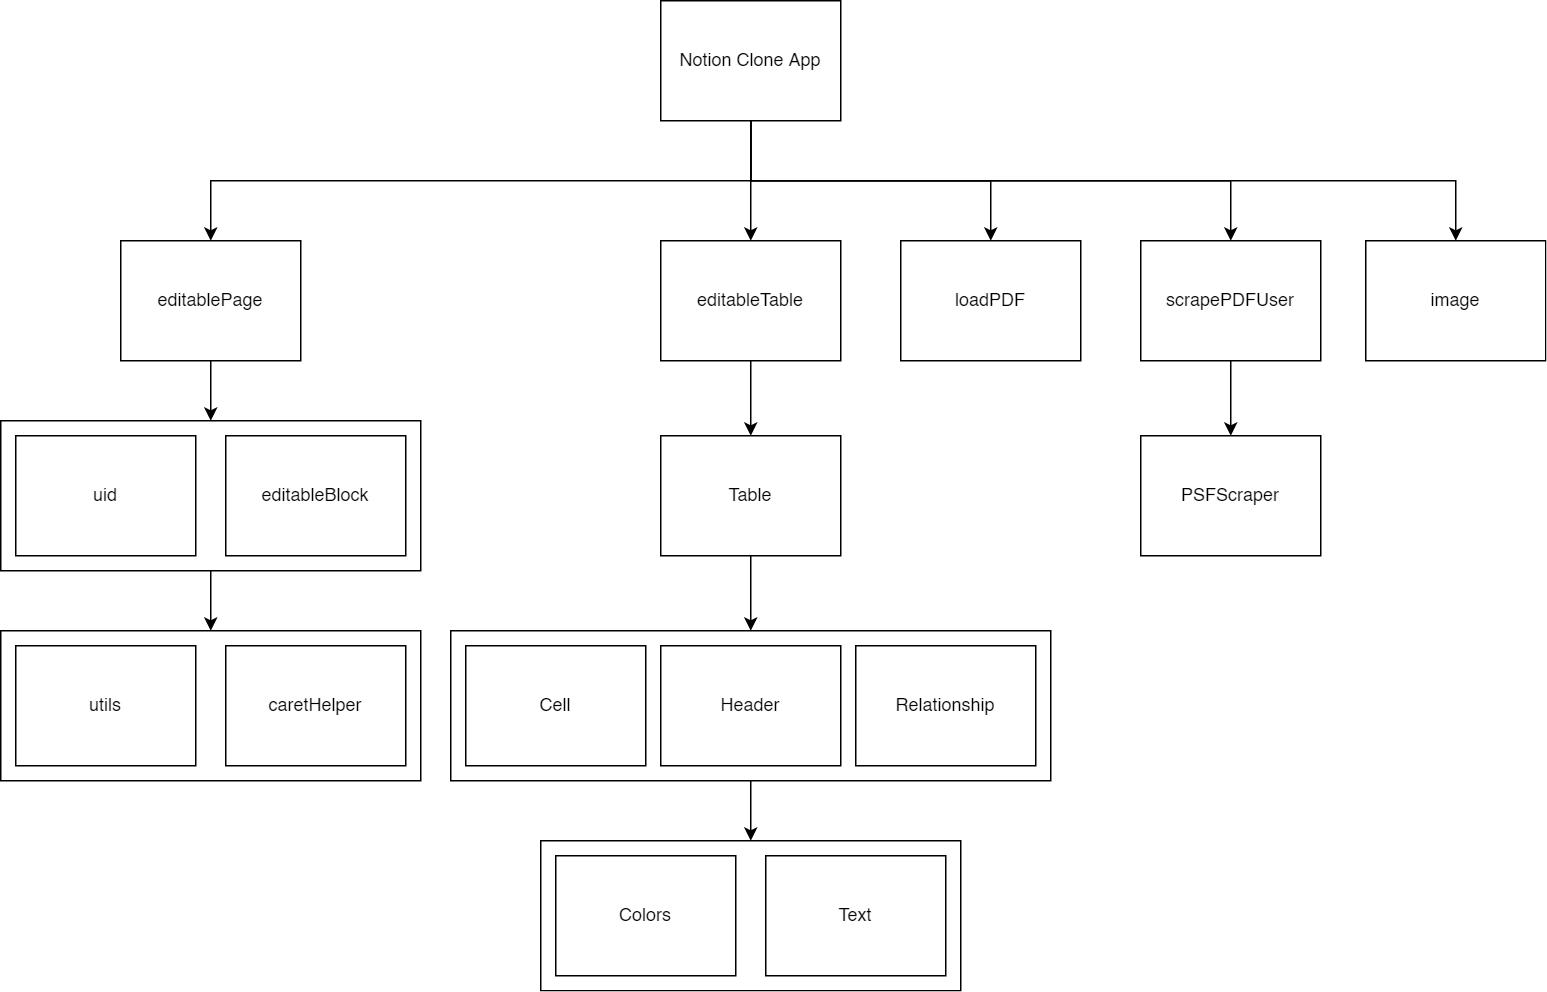 Notion Clone App
editablePage
editableTable
loadPDF
scrapePDFUser
image
uid
editableBlock
Table
PSFScraper
utils
caretHelper
Cell
Header
Relationship
Colors
Text